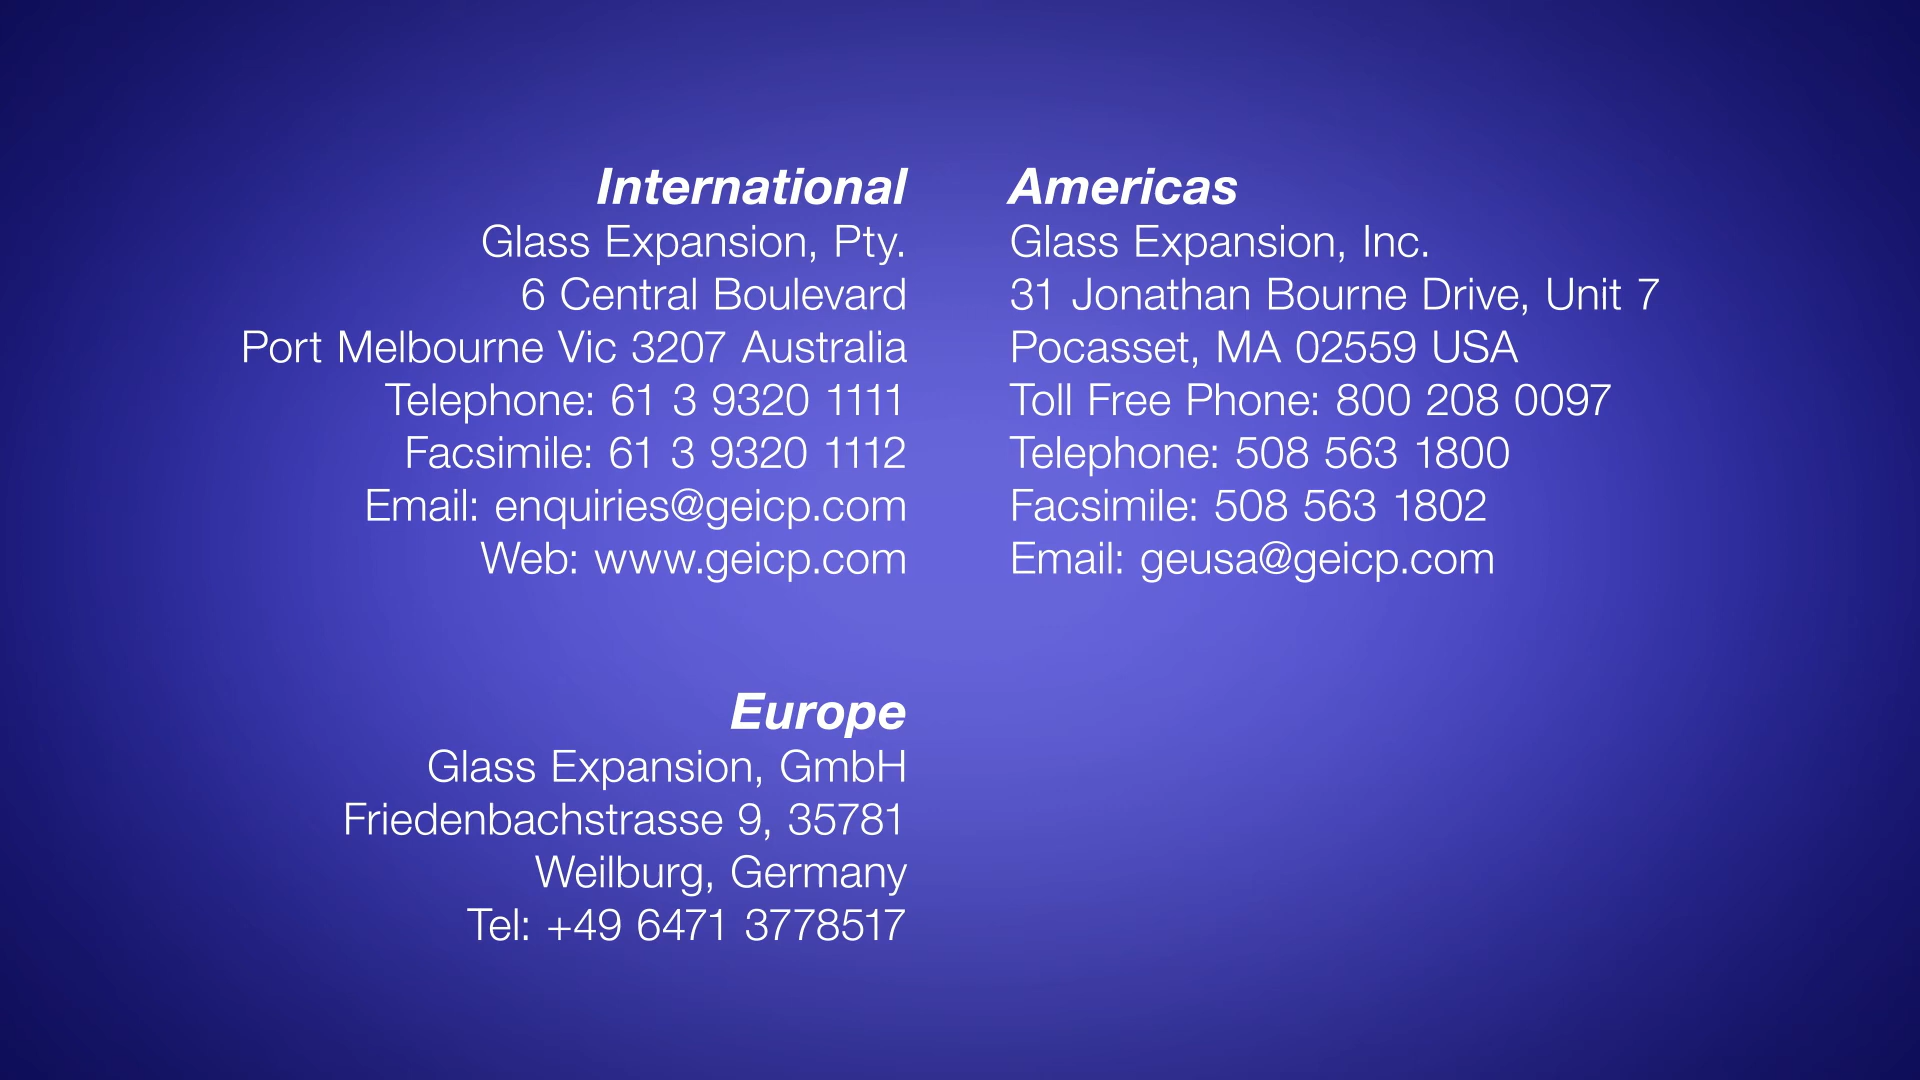 International
Glass Expansion, Pty.
6 Central Boulevard
Port Melbourne Vic 3207 Australia
Telephone: 61 3 9320 1111
Facsimile: 61 3 9320 1112
Email: enquiries@geicp.com
Web: www.geicp.com
Americas
Glass Expansion, Inc.
31 Jonathan Bourne Drive, Unit 7
Pocasset, MA 02559 USA
Toll Free Phone: 800 208 0097
Telephone: 508 563 1800
Facsimile: 508 563 1802
Email: geusa@geicp.com
Europe
Glass Expansion, GmbH
Friedenbachstrasse 9, 35781
Weilburg, Germany
Tel: +49 6471 3778517